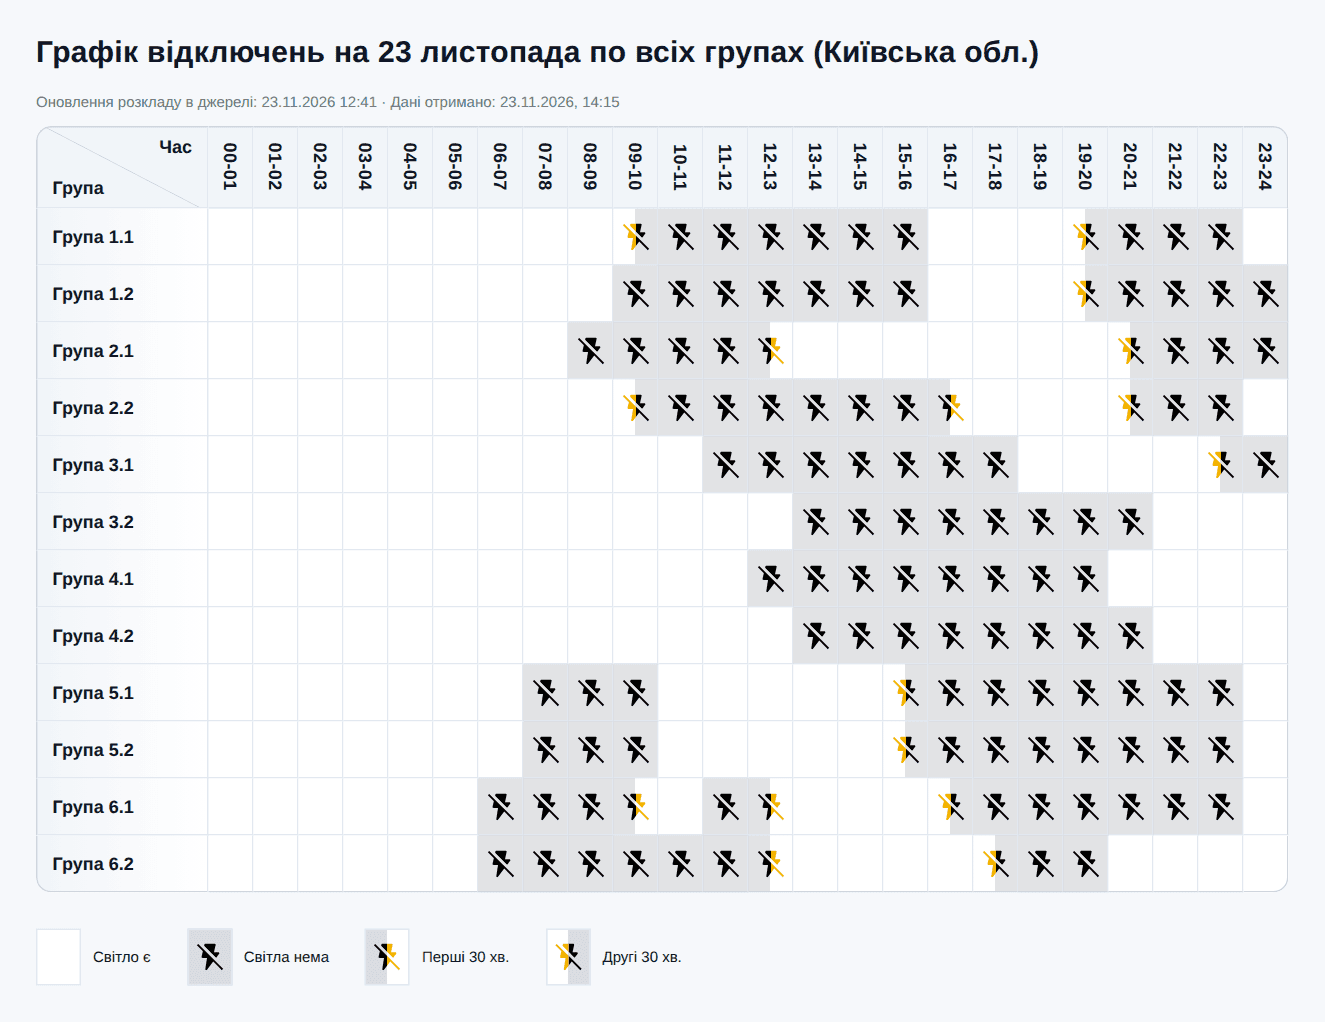 Графік відключень на 23 листопада по всіх групах (Київська обл.)
Оновлення розкладу в джерелі: 23.11.2026 12:41 · Дані отримано: 23.11.2026, 14:15
Час
Група
00-01 01-02 02-03 03-04 04-05 05-06 06-07 07-08 08-09 09-10 10-11 11-12 12-13 13-14 14-15 15-16 16-17 17-18 18-19 19-20 20-21 21-22 22-23 23-24
Група 1.1
Група 1.2
Група 2.1
Група 2.2
Група 3.1
Група 3.2
Група 4.1
Група 4.2
Група 5.1
Група 5.2
Група 6.1
Група 6.2
Світло є Світла нема Перші 30 хв. Другі 30 хв.